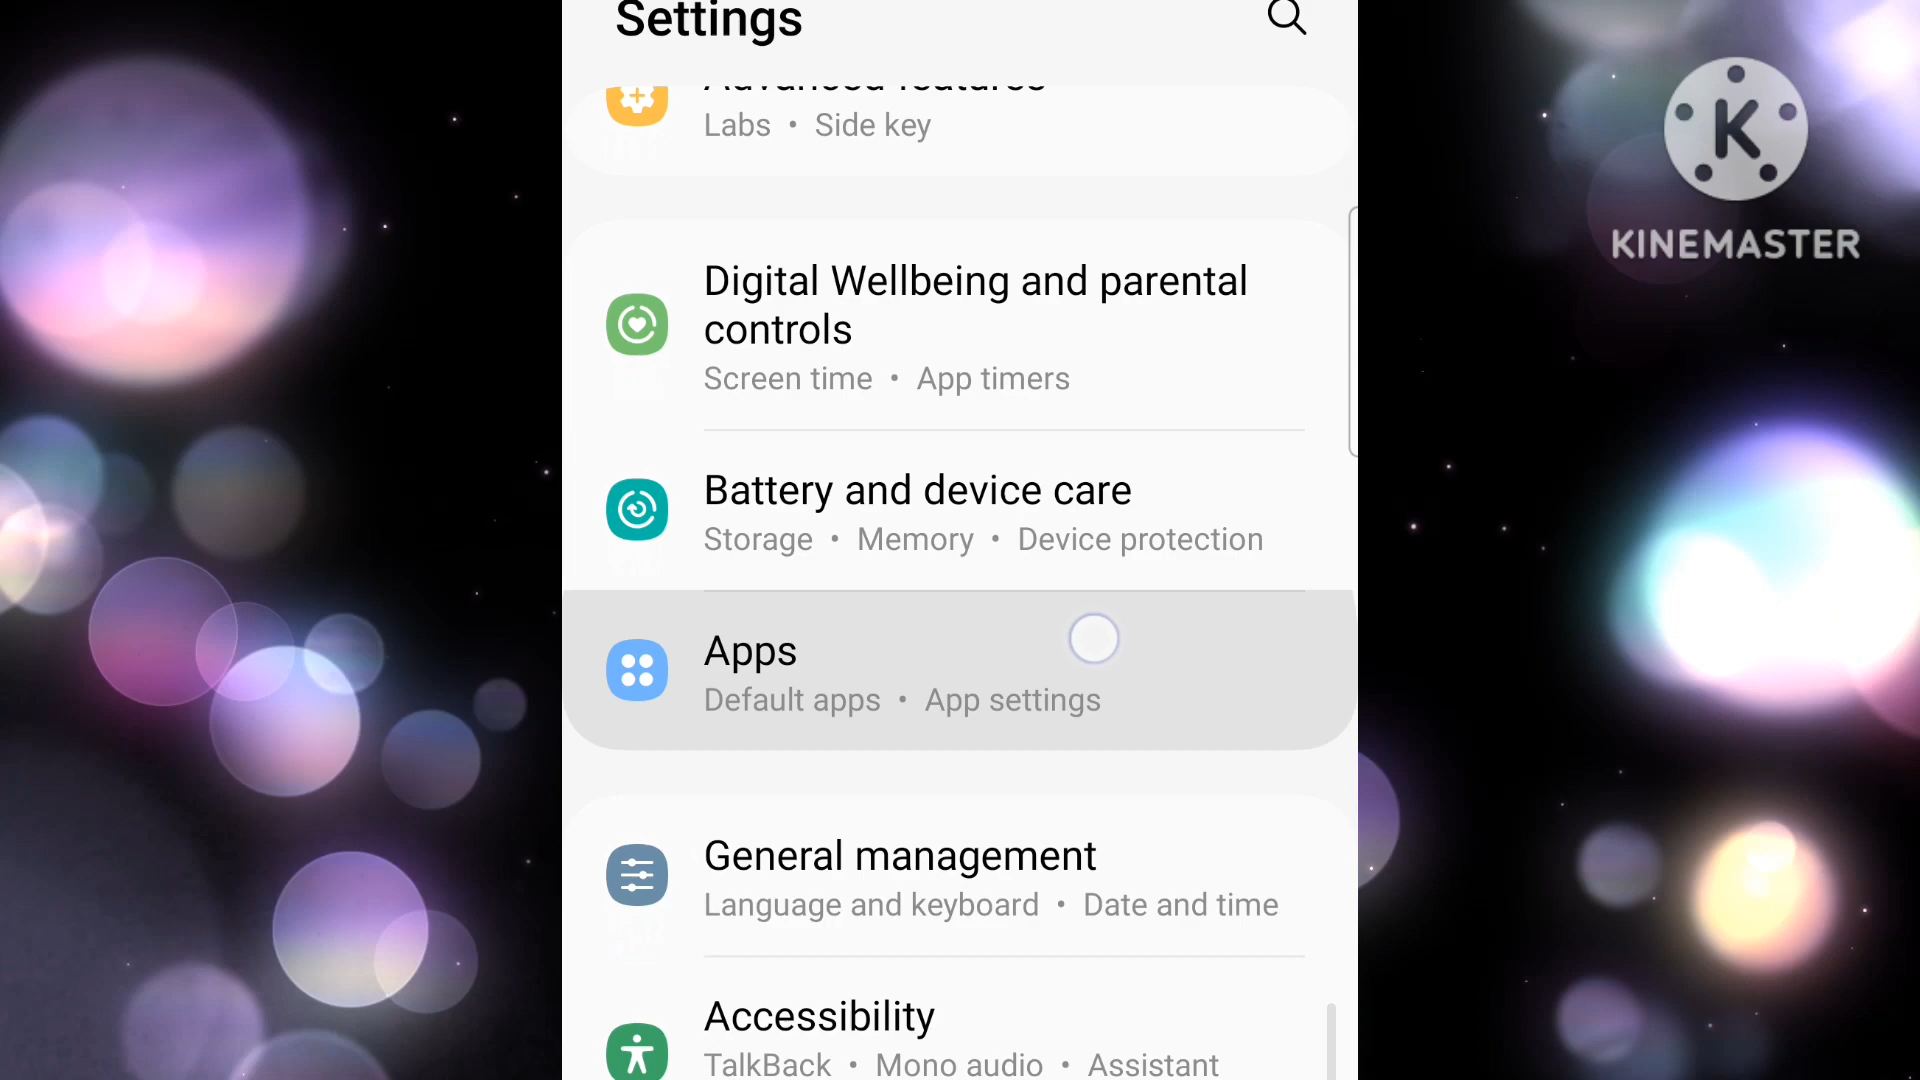 Settings
Advanced features
Labs • Side key
Digital Wellbeing and parental
controls
Screen time • App timers
Battery and device care
Storage • Memory • Device protection
Apps
Default apps • App settings
General management
Language and keyboard • Date and time
Accessibility
TalkBack • Mono audio • Assistant
K
KINEMASTER